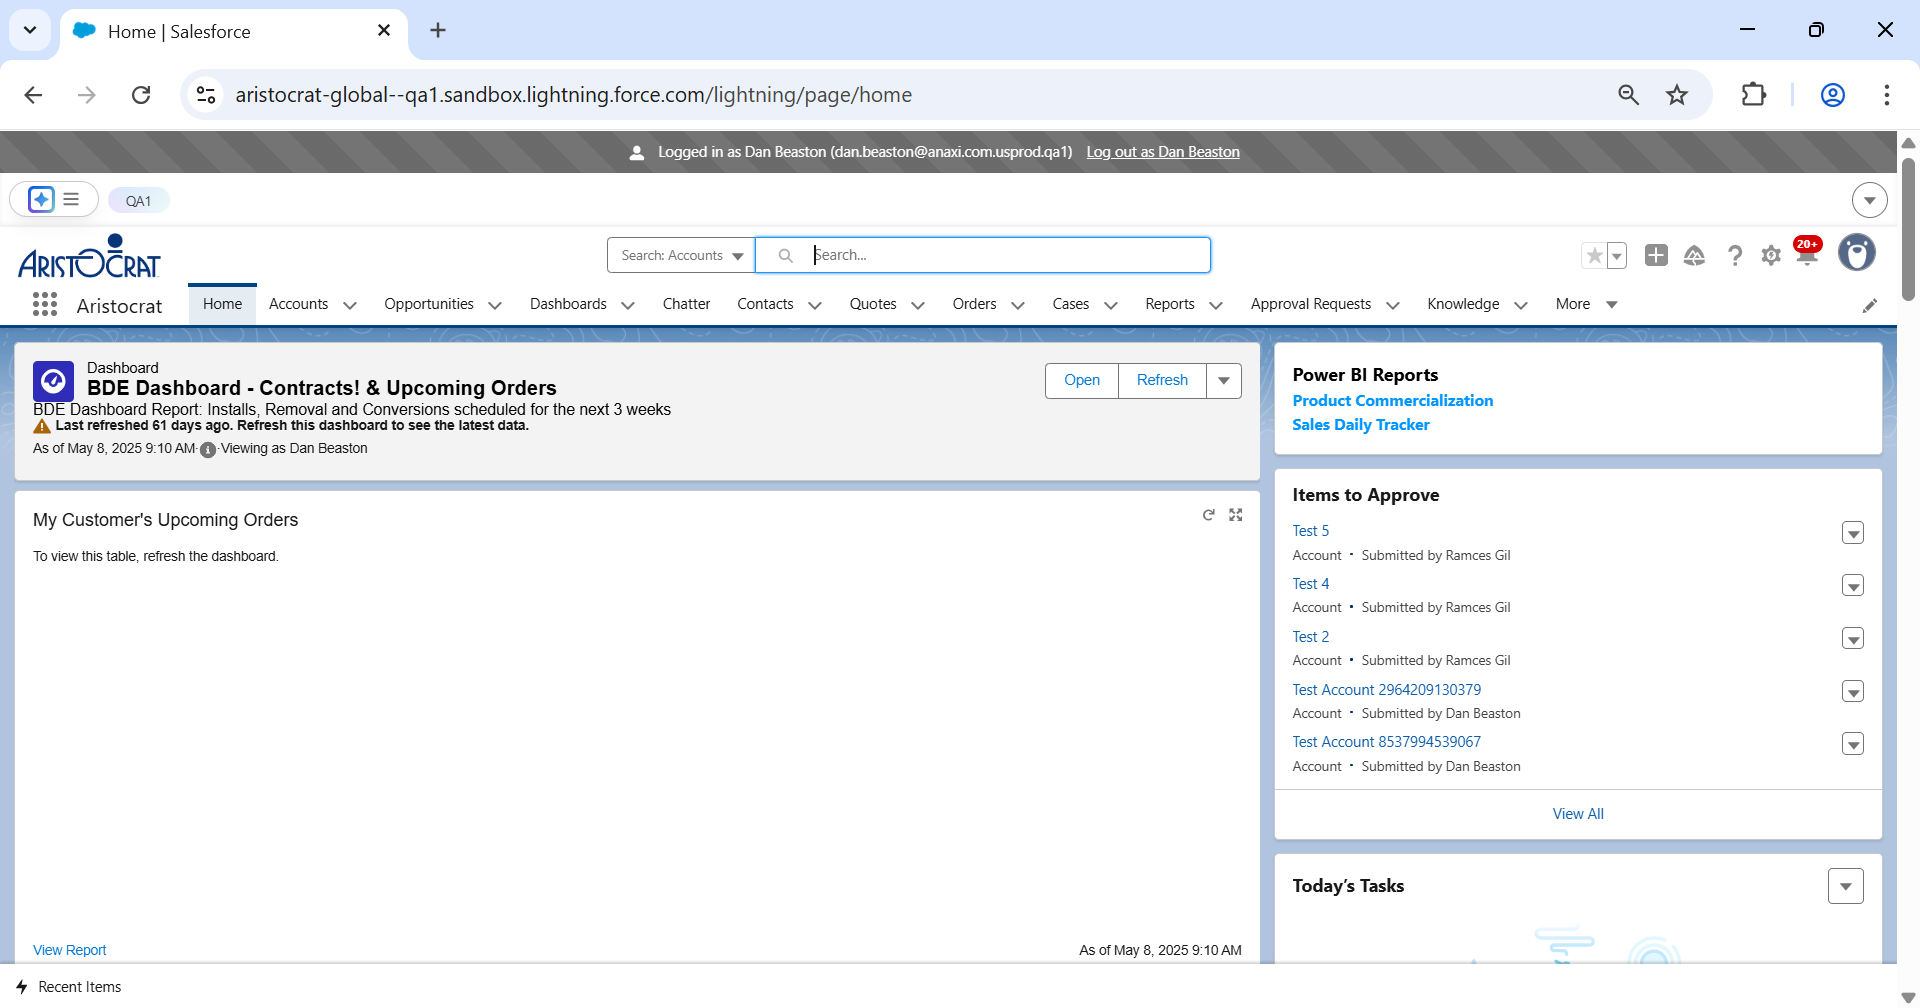 Home | Salesforce
aristocrat-global--qa1.sandbox.lightning.force.com/lightning/page/home
Logged in as Dan Beaston (dan.beaston@anaxi.com.usprod.qa1) Log out as Dan Beaston
QA1
ARISTOCRAT
Search: Accounts
Search...
20+
Aristocrat
Home
Accounts
Opportunities
Dashboards
Chatter
Contacts
Quotes
Orders
Cases
Reports
Approval Requests
Knowledge
More
Dashboard
BDE Dashboard - Contracts! & Upcoming Orders
BDE Dashboard Report: Installs, Removal and Conversions scheduled for the next 3 weeks
Last refreshed 61 days ago. Refresh this dashboard to see the latest data.
As of May 8, 2025 9:10 AM·Viewing as Dan Beaston
Open
Refresh
My Customer's Upcoming Orders
To view this table, refresh the dashboard.
View Report
As of May 8, 2025 9:10 AM
Power BI Reports
Product Commercialization
Sales Daily Tracker
Items to Approve
Test 5
Account • Submitted by Ramces Gil
Test 4
Account • Submitted by Ramces Gil
Test 2
Account • Submitted by Ramces Gil
Test Account 2964209130379
Account • Submitted by Dan Beaston
Test Account 8537994539067
Account • Submitted by Dan Beaston
View All
Today's Tasks
Recent Items